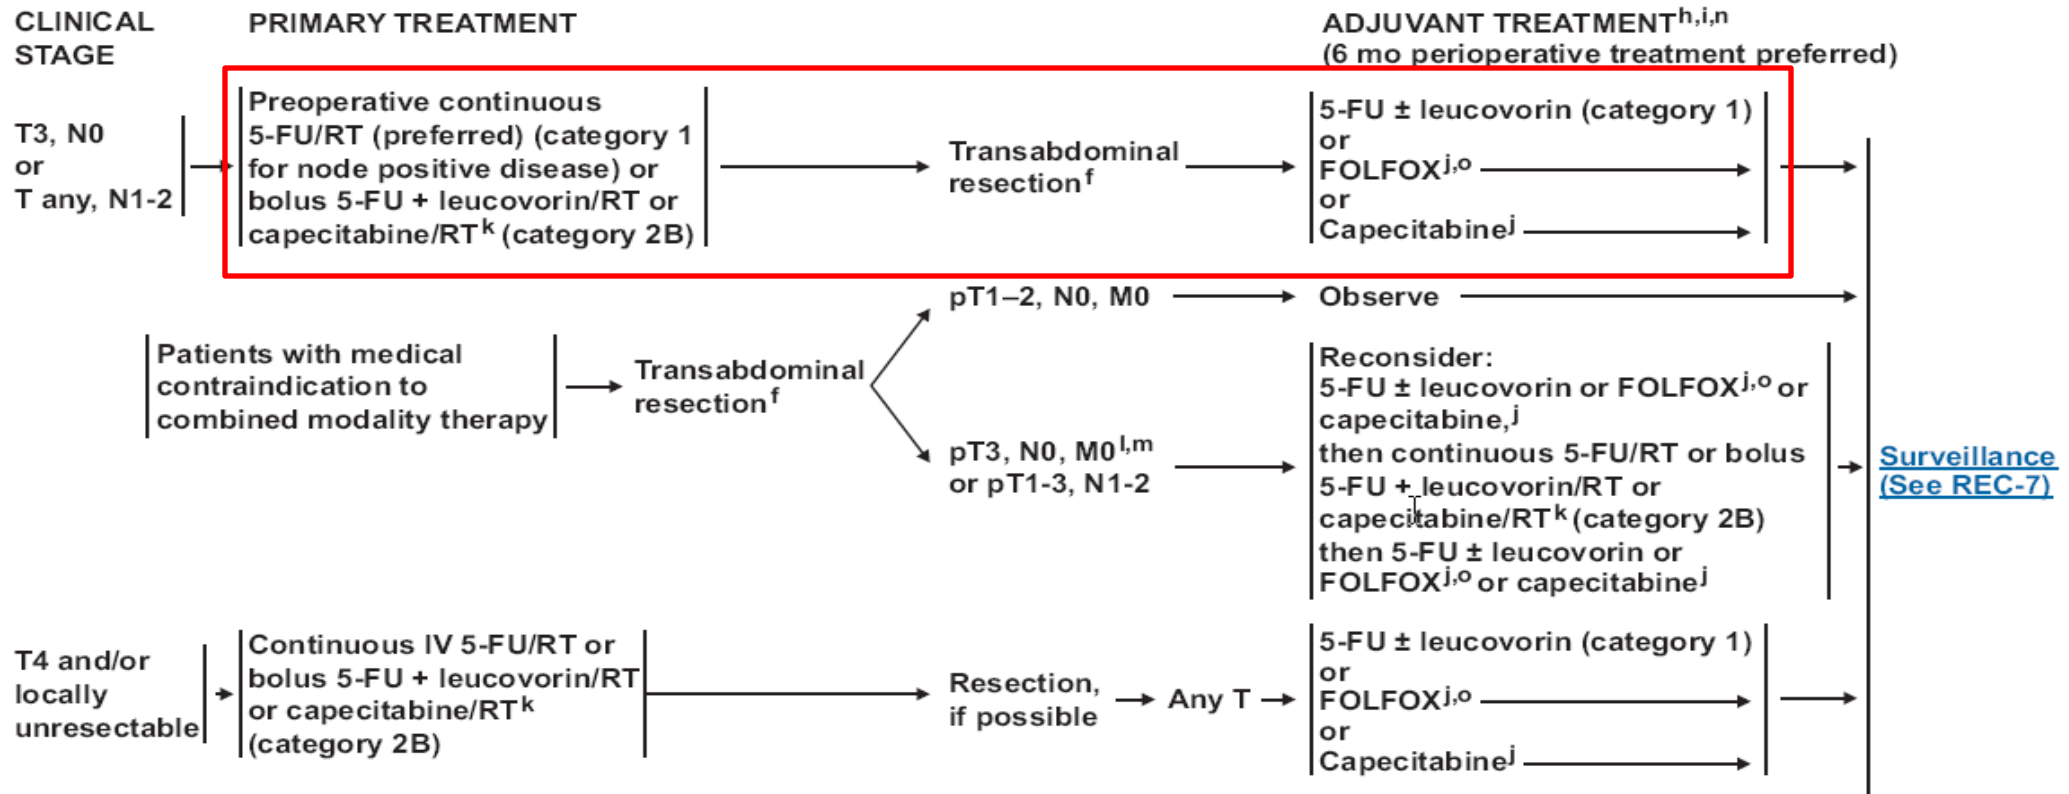 CLINICAL
STAGE
PRIMARY TREATMENT
ADJUVANT TREATMENTh,i,n
(6 mo perioperative treatment preferred)
T3, N0
or
T any, N1-2
Preoperative continuous
5-FU/RT (preferred) (category 1
for node positive disease) or
bolus 5-FU + leucovorin/RT or
capecitabine/RTk (category 2B)
Transabdominal
resectionf
5-FU ± leucovorin (category 1)
or
FOLFOXj,o
or
Capecitabinej
Patients with medical
contraindication to
combined modality therapy
Transabdominal
resectionf
pT1–2, N0, M0
Observe
pT3, N0, M0l,m
or pT1-3, N1-2
Reconsider:
5-FU ± leucovorin or FOLFOXj,o or
capecitabine,j
then continuous 5-FU/RT or bolus
5-FU + leucovorin/RT or
capecitabine/RTk (category 2B)
then 5-FU ± leucovorin or
FOLFOXj,o or capecitabinej
Surveillance
(See REC-7)
T4 and/or
locally
unresectable
Continuous IV 5-FU/RT or
bolus 5-FU + leucovorin/RT
or capecitabine/RTk
(category 2B)
Resection,
if possible
Any T
5-FU ± leucovorin (category 1)
or
FOLFOXj,o
or
Capecitabinej